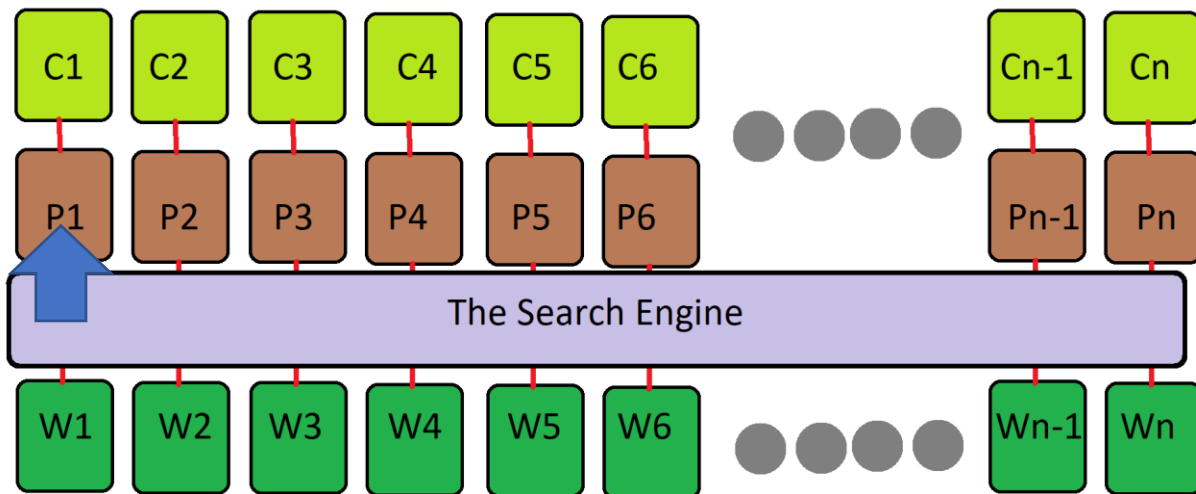 C1 C2 C3 C4 C5 C6 Cn-1 Cn
P1 P2 P3 P4 P5 P6 Pn-1 Pn
The Search Engine
W1 W2 W3 W4 W5 W6 Wn-1 Wn